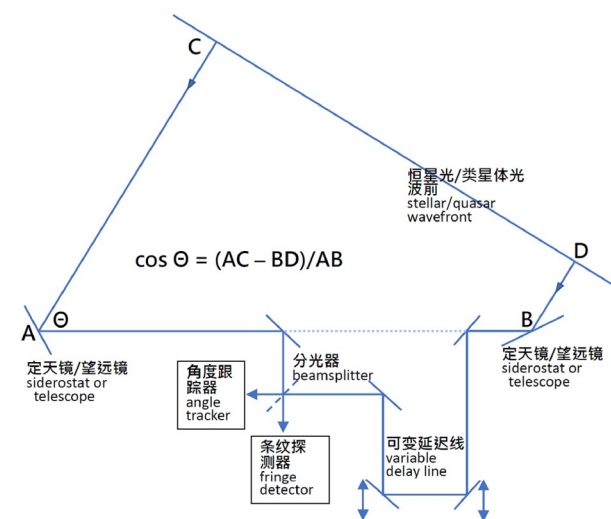 C
恒星光/类星体光
波前
stellar/quasar
wavefront
D
cos Θ = (AC – BD)/AB
A
Θ
B
定天镜/望远镜
siderostat or
telescope
分光器
beamsplitter
定天镜/望远镜
siderostat or
telescope
角度跟
踪器
angle
tracker
条纹探
测器
fringe
detector
可变延迟线
variable
delay line